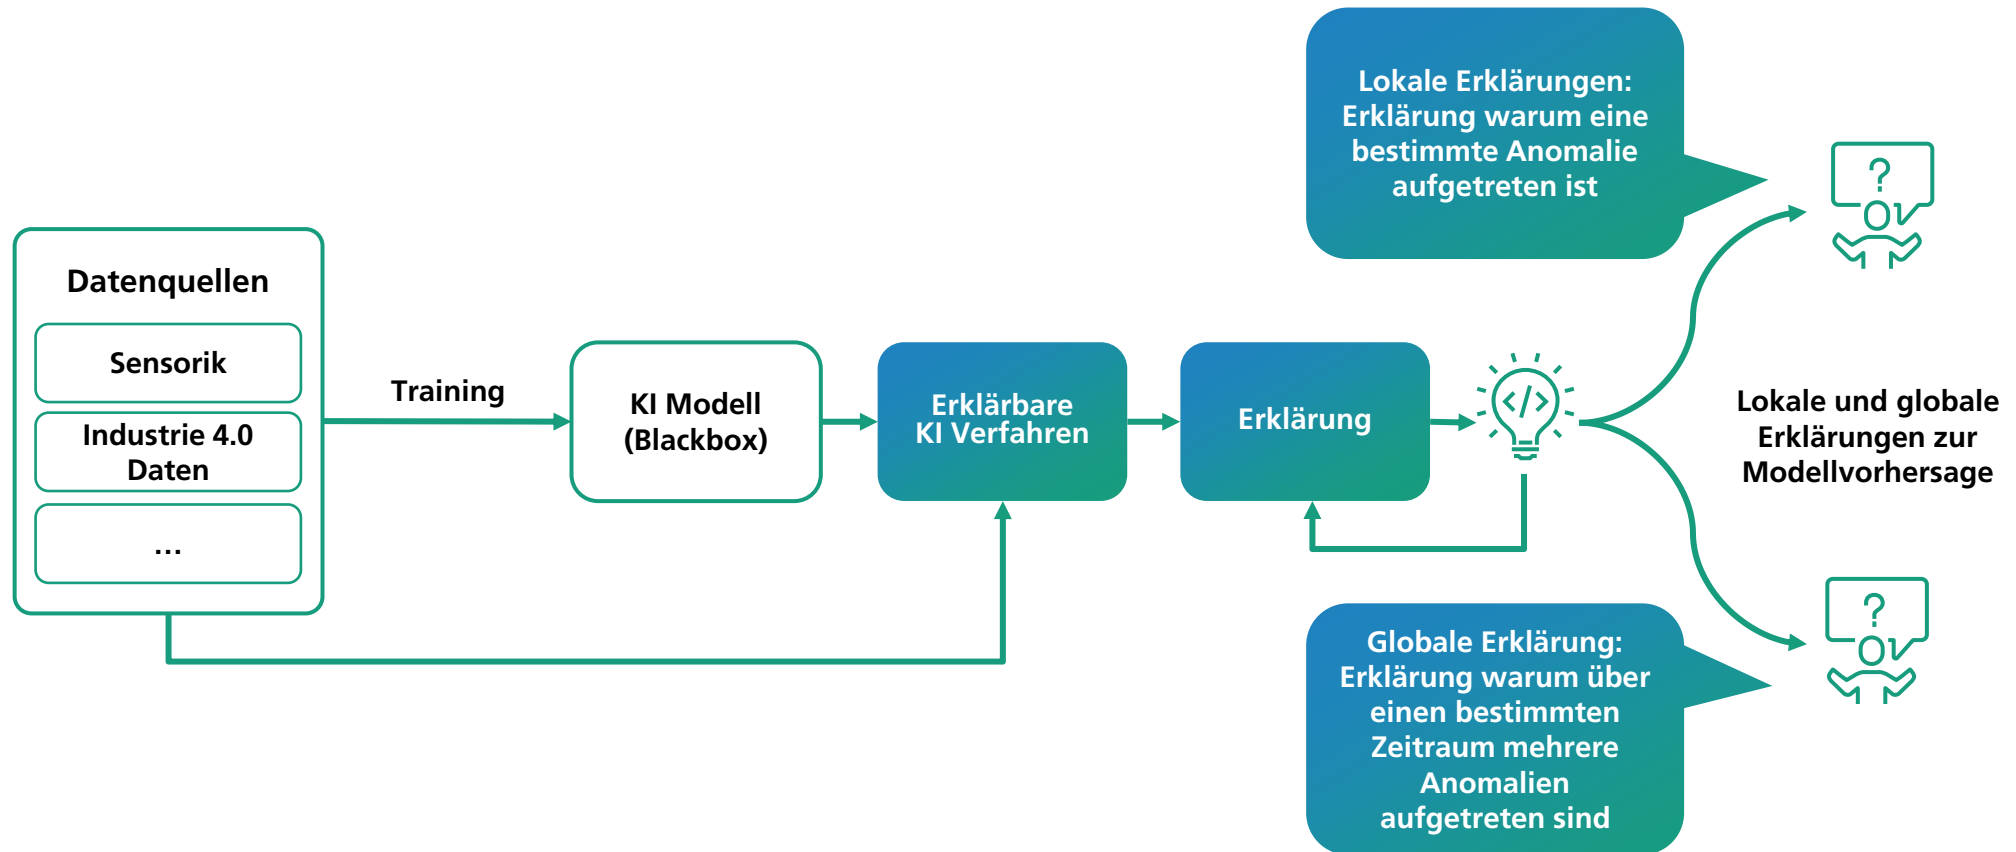 Datenquellen
Sensorik
Industrie 4.0
Daten
...
Training
KI Modell
(Blackbox)
Erklärbare
KI Verfahren
Erklärung
</>
Lokale Erklärungen:
Erklärung warum eine
bestimmte Anomalie
aufgetreten ist
?
Lokale und globale
Erklärungen zur
Modellvorhersage
Globale Erklärung:
Erklärung warum über
einen bestimmten
Zeitraum mehrere
Anomalien
aufgetreten sind
?